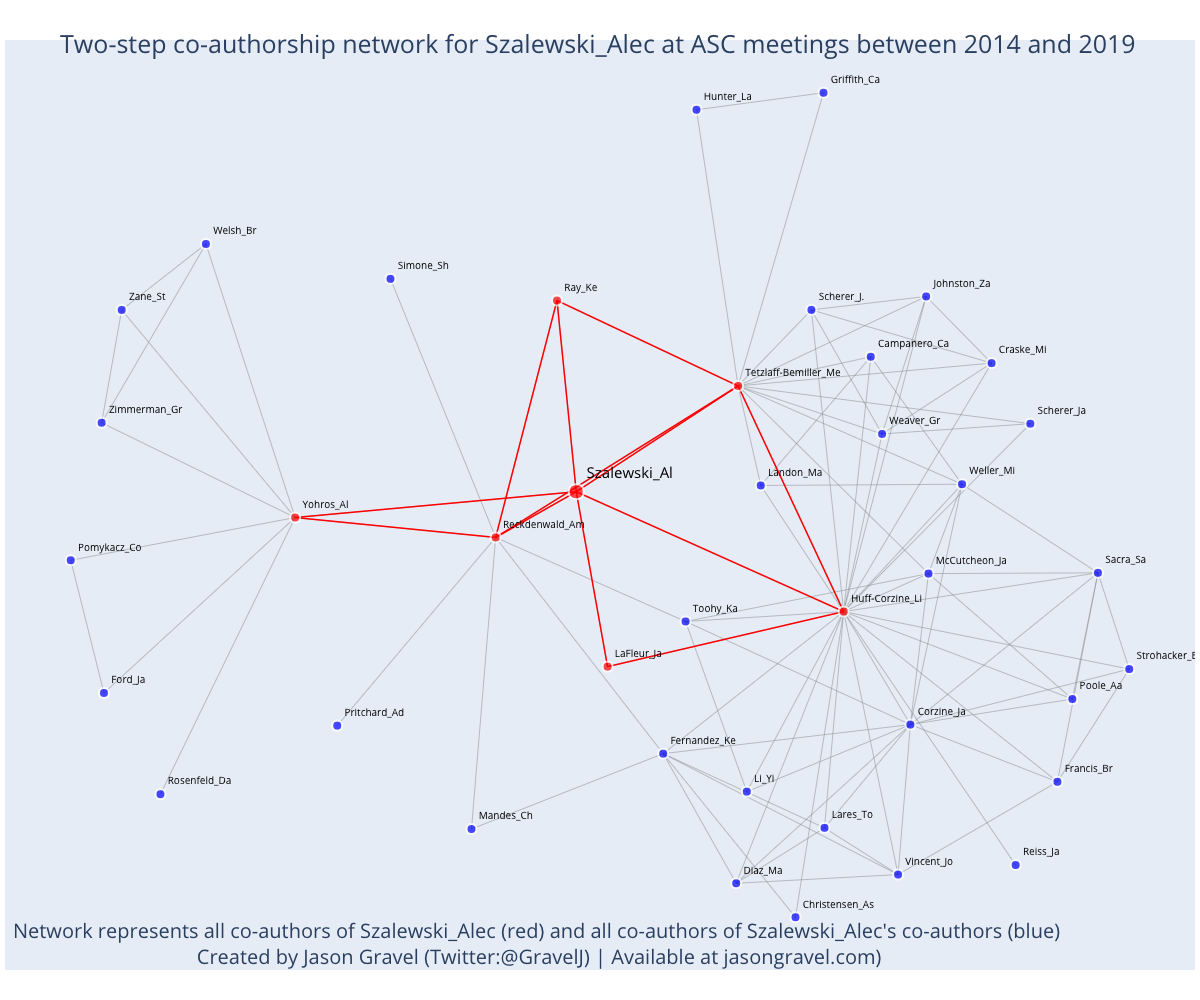 Two-step co-authorship network for Szalewski_Alec at ASC meetings between 2014 and 2019
Griffith_Ca
Hunter_La
Welsh_Br
Simone_Sh
Johnston_Za
Ray_Ke
Zane_St
Scherer_J.
Campanero_Ca
Craske_Mi
Tetzlaff-Bemiller_Me
Zimmerman_Gr
Scherer_Ja
Weaver_Gr
Szalewski_Al
Landon_Ma
Weller_Mi
Yohros_Al
Reckdenwald_Am
Pomykacz_Co
McCutcheon_Ja
Sacra_Sa
Huff-Corzine_Li
Toohy_Ka
LaFleur_Ja
Strohacker_E
Ford_Ja
Poole_Aa
Pritchard_Ad
Corzine_Ja
Fernandez_Ke
Francis_Br
Rosenfeld_Da
Li_Yi
Mandes_Ch
Lares_To
Reiss_Ja
Vincent_Jo
Diaz_Ma
Christensen_As
Network represents all co-authors of Szalewski_Alec (red) and all co-authors of Szalewski_Alec's co-authors (blue)
Created by Jason Gravel (Twitter:@GravelJ) | Available at jasongravel.com)